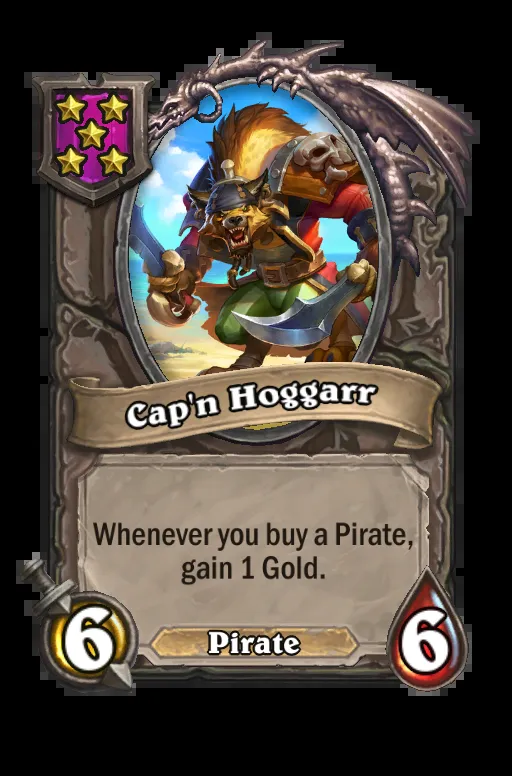 Cap'n Hoggarr
Whenever you buy a Pirate,
gain 1 Gold.
6
Pirate
6